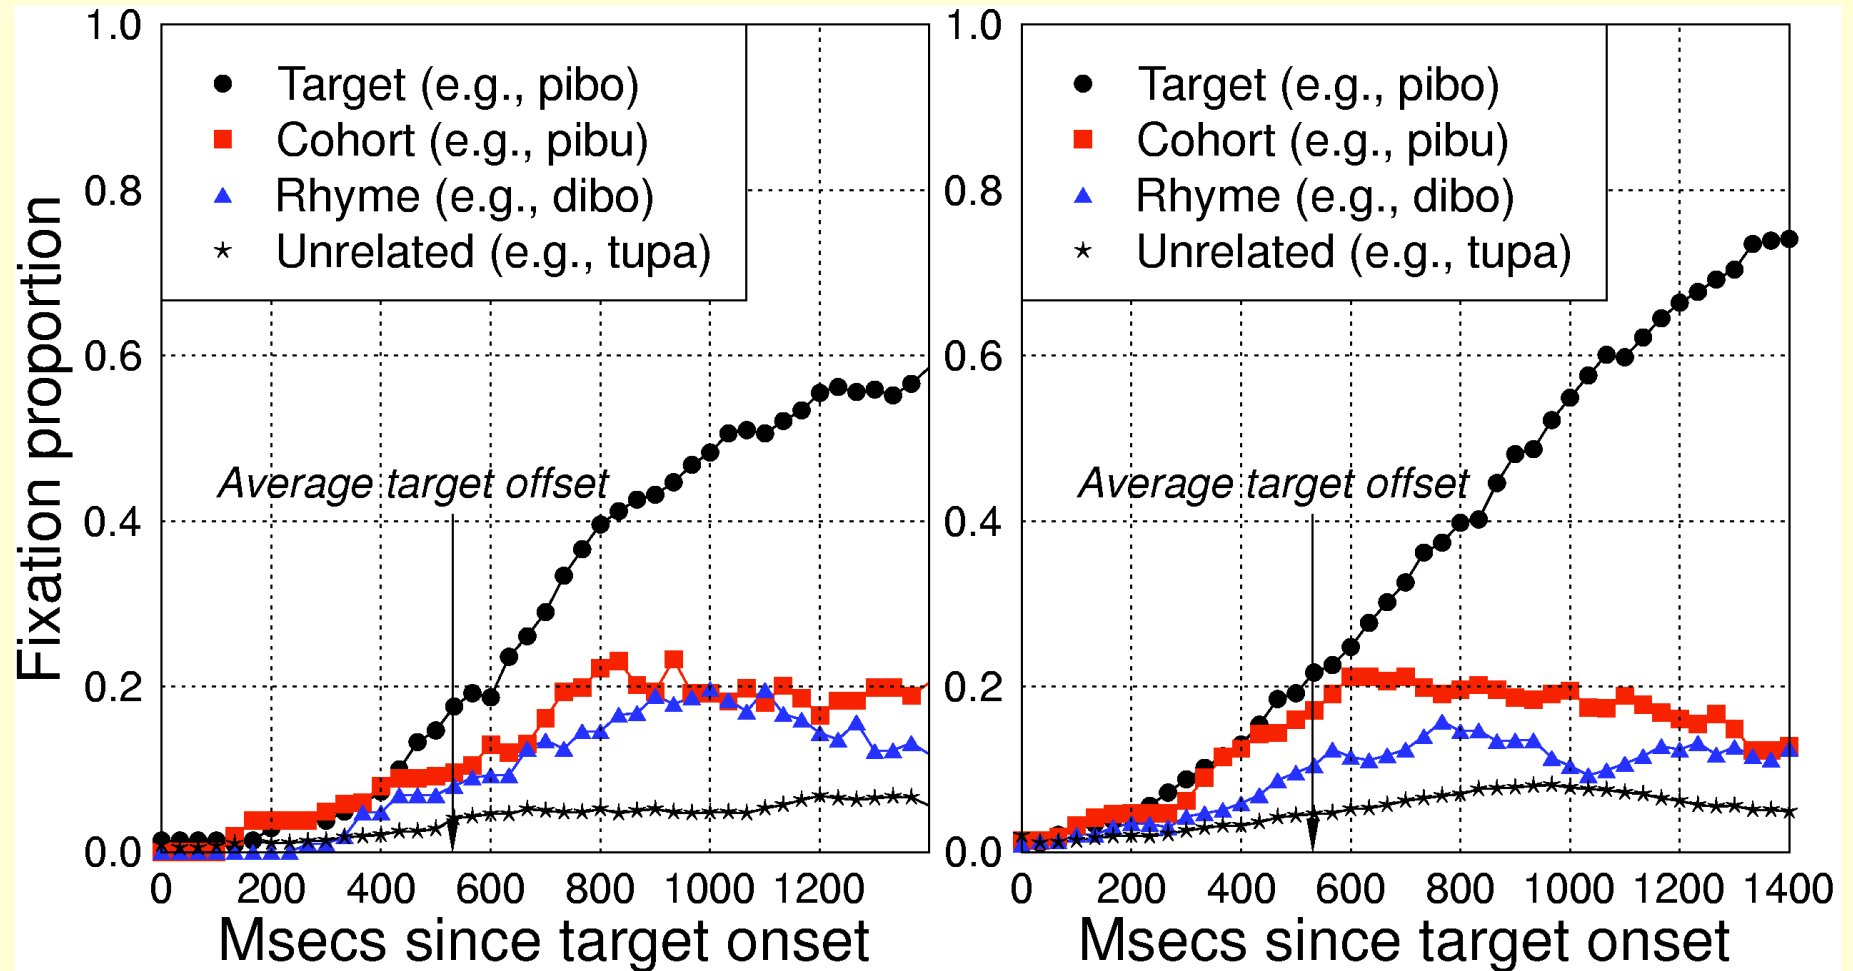 1.0
0.8
0.6
0.4
0.2
0.0
Fixation proportion
Target (e.g., pibo)
Cohort (e.g., pibu)
Rhyme (e.g., dibo)
Unrelated (e.g., tupa)
Average target offset
0 200 400 600 800 1000 1200
Msecs since target onset
1.0
0.8
0.6
0.4
0.2
0.0
Target (e.g., pibo)
Cohort (e.g., pibu)
Rhyme (e.g., dibo)
Unrelated (e.g., tupa)
Average target offset
0 200 400 600 800 1000 1200 1400
Msecs since target onset